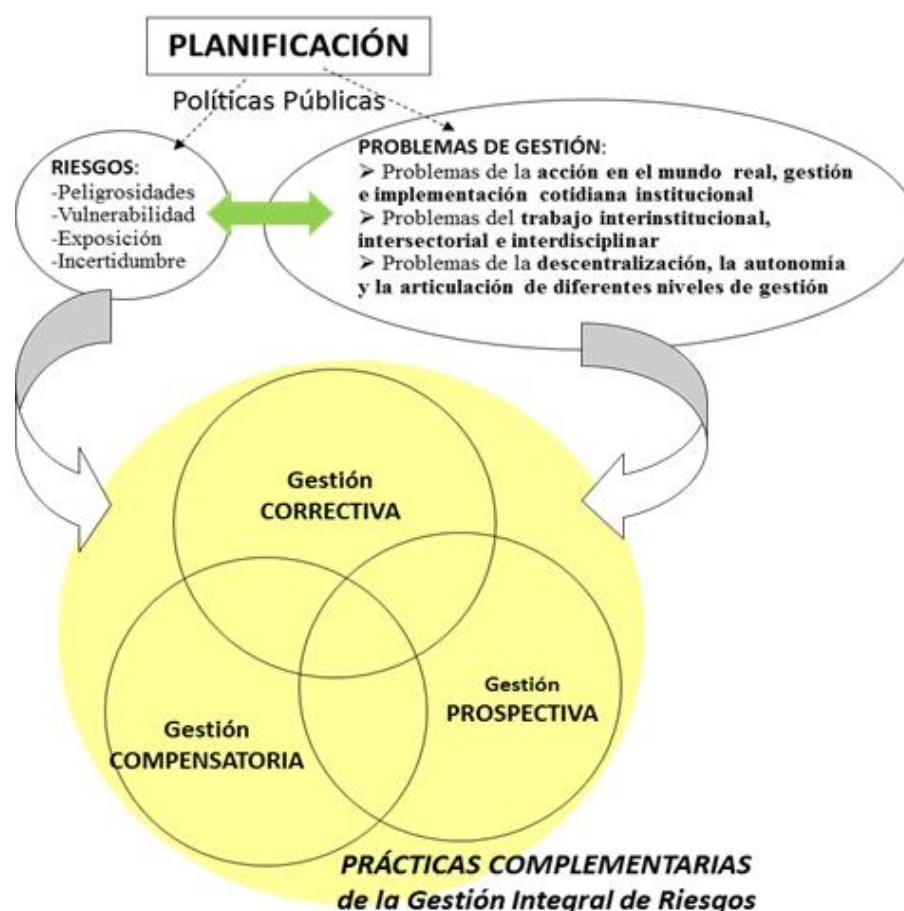 PLANIFICACIÓN
Políticas Públicas
RIESGOS:
-Peligrosidades
-Vulnerabilidad
-Exposición
-Incertidumbre
PROBLEMAS DE GESTIÓN:
➢ Problemas de la acción en el mundo real, gestión
e implementación cotidiana institucional
➢ Problemas del trabajo interinstitucional,
intersectorial e interdisciplinar
➢ Problemas de la descentralización, la autonomía
y la articulación de diferentes niveles de gestión
Gestión
CORRECTIVA
Gestión
PROSPECTIVA
Gestión
COMPENSATORIA
PRÁCTICAS COMPLEMENTARIAS
de la Gestión Integral de Riesgos